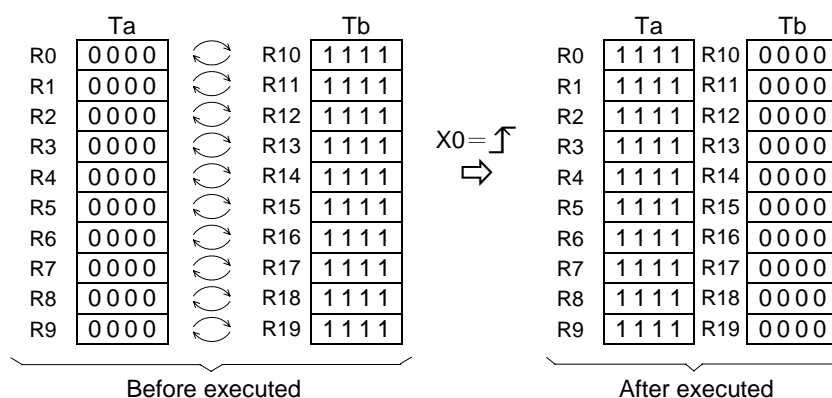 Ta Tb Ta Tb
R0 0000 R10 1111 R0 1111 R10 0000
R1 0000 R11 1111 R1 1111 R11 0000
R2 0000 R12 1111 R2 1111 R12 0000
R3 0000 R13 1111 X0= R3 1111 R13 0000
R4 0000 R14 1111 R4 1111 R14 0000
R5 0000 R15 1111 R5 1111 R15 0000
R6 0000 R16 1111 R6 1111 R16 0000
R7 0000 R17 1111 R7 1111 R17 0000
R8 0000 R18 1111 R8 1111 R18 0000
R9 0000 R19 1111 R9 1111 R19 0000
Before executed After executed